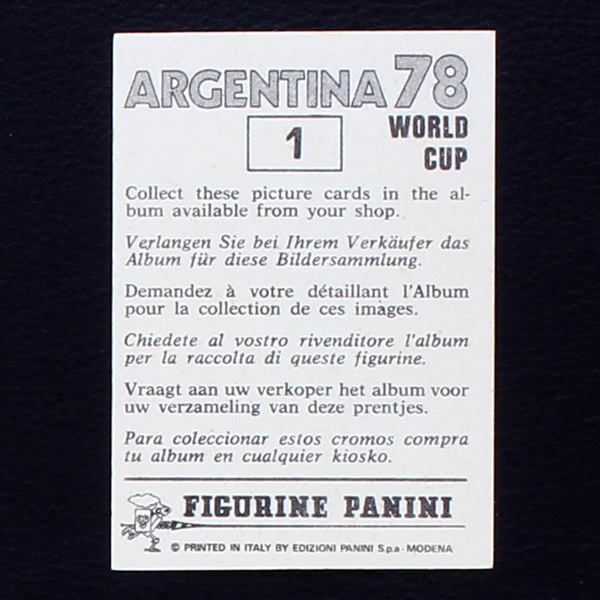 ARGENTINA 78
1
WORLD
CUP
Collect these picture cards in the al-
bum available from your shop.
Verlangen Sie bei Ihrem Verkäufer das
Album für diese Bildersammlung.
Demandez à votre détaillant l'Album
pour la collection de ces images.
Chiedete al vostro rivenditore l'album
per la raccolta di queste figurine.
Vraagt aan uw verkoper het album voor
uw verzameling van deze prentjes.
Para coleccionar estos cromos compra
tu album en cualquier kiosko.
FIGURINE PANINI
© PRINTED IN ITALY BY EDIZIONI PANINI S.p.a - MODENA